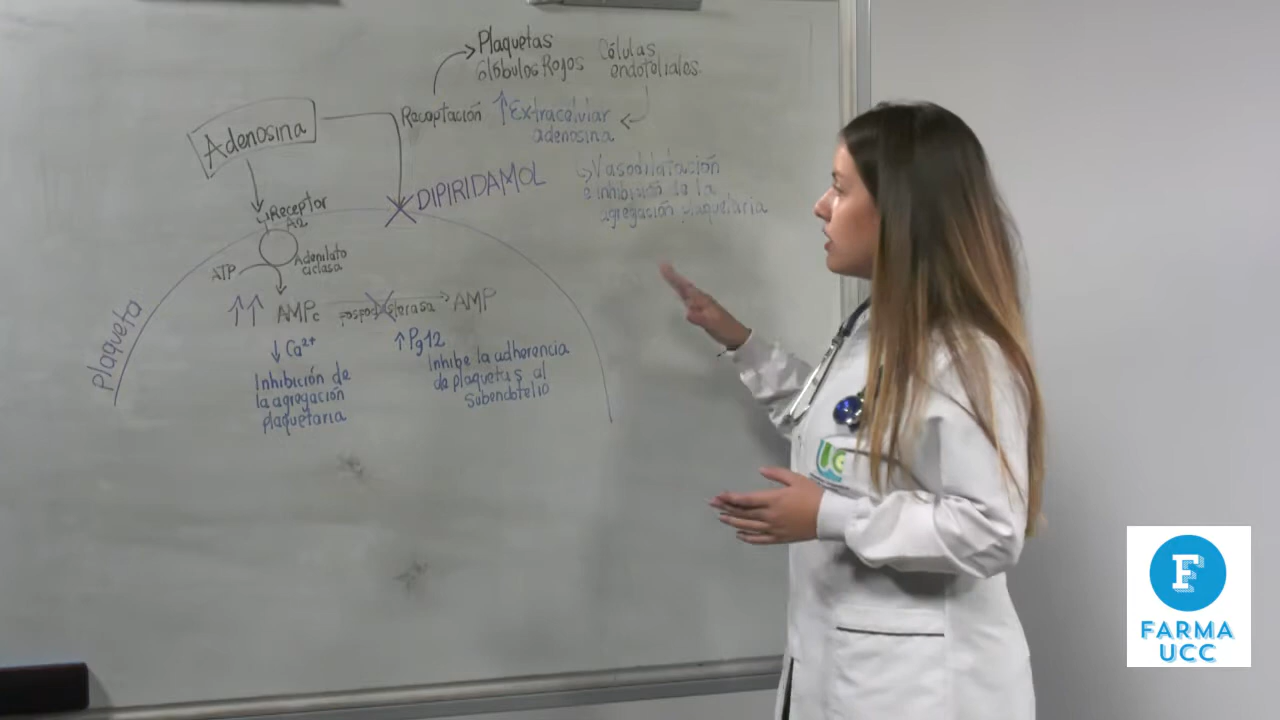 Plaquetas
Glóbulos Rojos
Células
endoteliales.
Recaptación
↑Extracelular
adenosina
↳Vasodilatación
e inhibición de la
agregación plaquetaria
Adenosina
DIPIRIDAMOL
Receptor
A2
Adenilato
ciclasa
ATP
↑↑ AMPc
AMP
↓ Ca²⁺
Inhibición de
la agregación
plaquetaria
↑Pg12
Inhibe la adherencia
de plaquetas al
subendotelio
Plaqueta
UC
F
FARMA
UCC